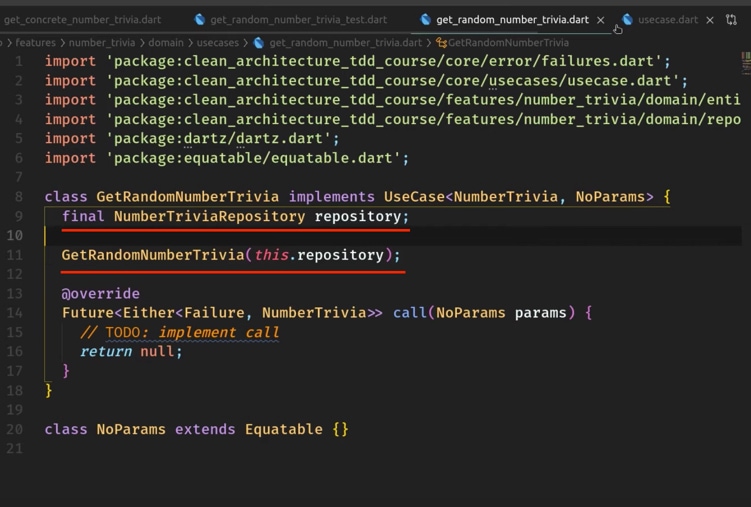 get_concrete_number_trivia.dart get_random_number_trivia_test.dart get_random_number_trivia.dart usecase.dart
features > number_trivia > domain > usecases > get_random_number_trivia.dart > GetRandomNumberTrivia
1 import 'package:clean_architecture_tdd_course/core/error/failures.dart';
2 import 'package:clean_architecture_tdd_course/core/usecases/usecase.dart';
3 import 'package:clean_architecture_tdd_course/features/number_trivia/domain/enti
4 import 'package:clean_architecture_tdd_course/features/number_trivia/domain/repo
5 import 'package:dartz/dartz.dart';
6 import 'package:equatable/equatable.dart';
7
8 class GetRandomNumberTrivia implements UseCase<NumberTrivia, NoParams> {
9 final NumberTriviaRepository repository;
10
11 GetRandomNumberTrivia(this.repository);
12
13 @override
14 Future<Either<Failure, NumberTrivia>> call(NoParams params) {
15 // TODO: implement call
16 return null;
17 }
18 }
19
20 class NoParams extends Equatable {}
21